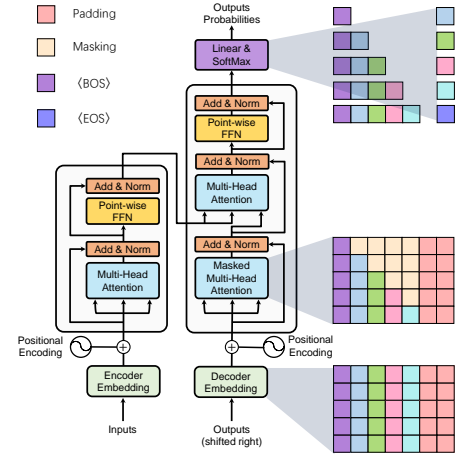 Padding
Masking
⟨BOS⟩
⟨EOS⟩
Outputs
Probabilities
Linear &
SoftMax
Add & Norm
Point-wise
FFN
Add & Norm
Multi-Head
Attention
Add & Norm
Masked
Multi-Head
Attention
Add & Norm
Point-wise
FFN
Add & Norm
Multi-Head
Attention
Positional
Encoding
Positional
Encoding
Encoder
Embedding
Decoder
Embedding
Inputs
Outputs
(shifted right)